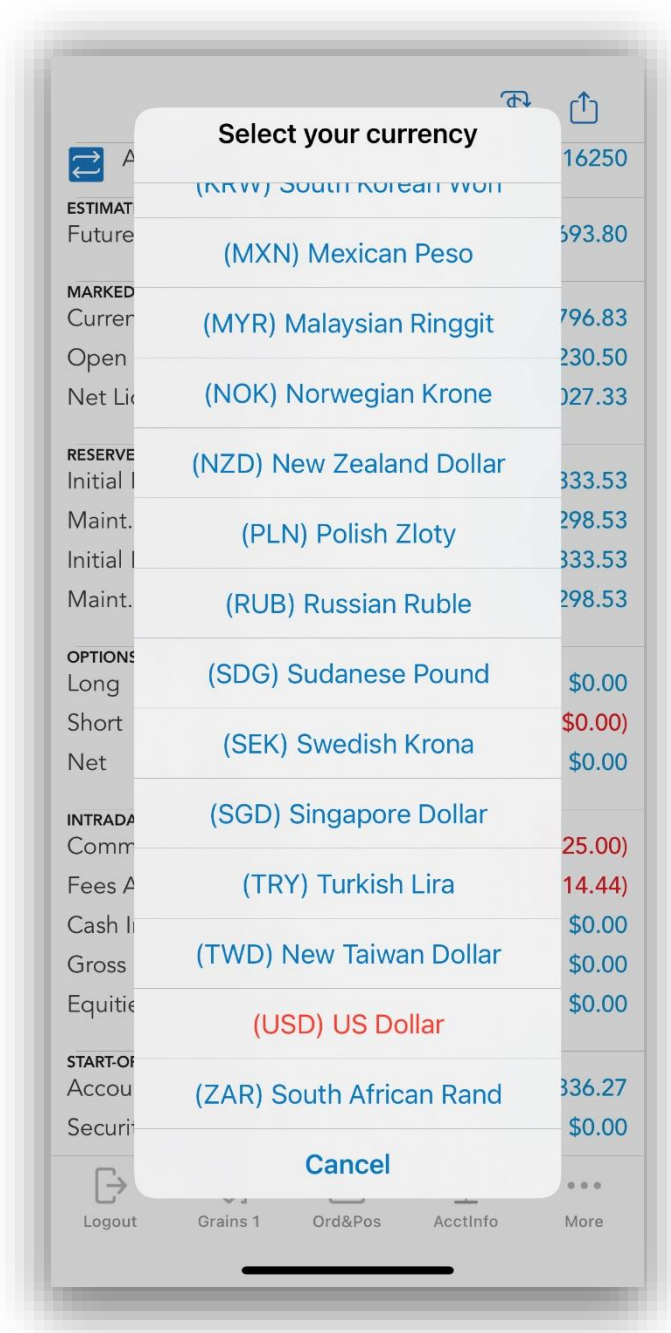 Select your currency
16250
(KRW) South Korean Won
ESTIMAT
Future 693.80
(MXN) Mexican Peso
MARKED
Curren 796.83
(MYR) Malaysian Ringgit
Open 230.50
(NOK) Norwegian Krone
Net Li 027.33
RESERVE
(NZD) New Zealand Dollar
Initial 333.53
Maint. 298.53
(PLN) Polish Zloty
Initial 333.53
Maint. 298.53
(RUB) Russian Ruble
OPTIONS
(SDG) Sudanese Pound
Long $0.00
Short $0.00)
(SEK) Swedish Krona
Net $0.00
INTRADA
(SGD) Singapore Dollar
Comm 25.00)
Fees A 14.44)
(TRY) Turkish Lira
Cash I $0.00
(TWD) New Taiwan Dollar
Gross $0.00
Equitie $0.00
(USD) US Dollar
START-OF
Accou 336.27
(ZAR) South African Rand
Securit $0.00
Cancel
Logout Grains 1 Ord&Pos AcctInfo More